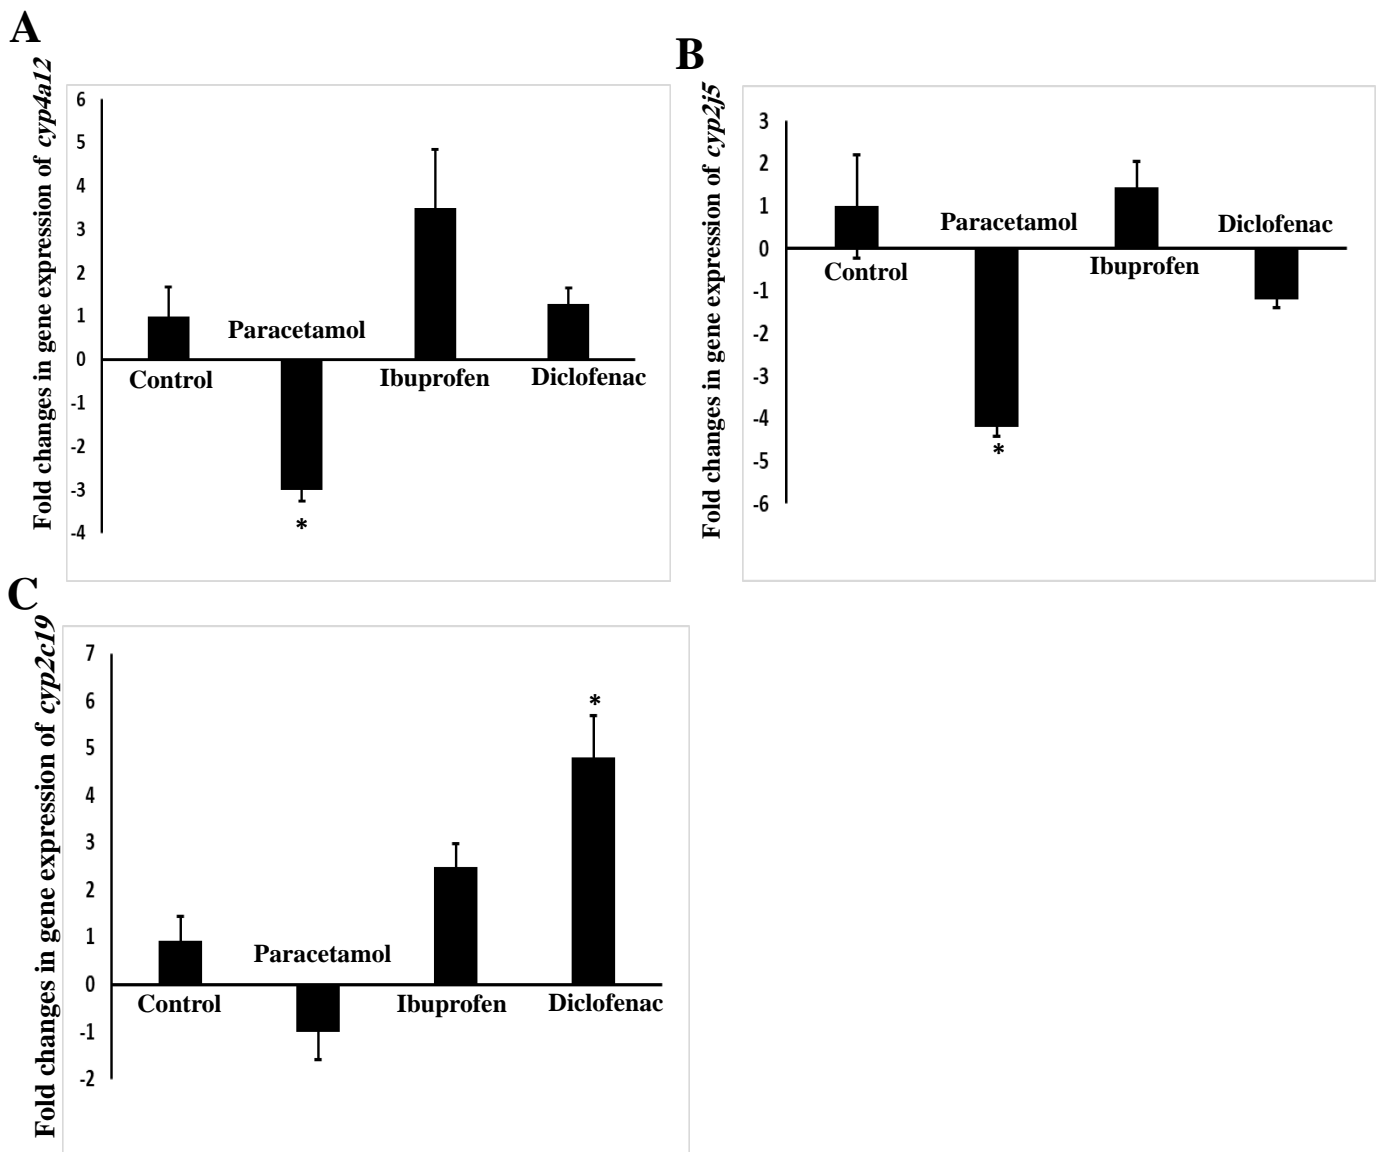 A
Fold changes in gene expression of cyp4a12
6
5
4
3
2
1
0
-1
-2
-3
-4
Control
Paracetamol
Ibuprofen
Diclofenac
*
B
Fold changes in gene expression of cyp2j5
3
2
1
0
-1
-2
-3
-4
-5
-6
Control
Paracetamol
Ibuprofen
Diclofenac
*
C
Fold changes in gene expression of cyp2c19
7
6
5
4
3
2
1
0
-1
-2
Control
Paracetamol
Ibuprofen
Diclofenac
*